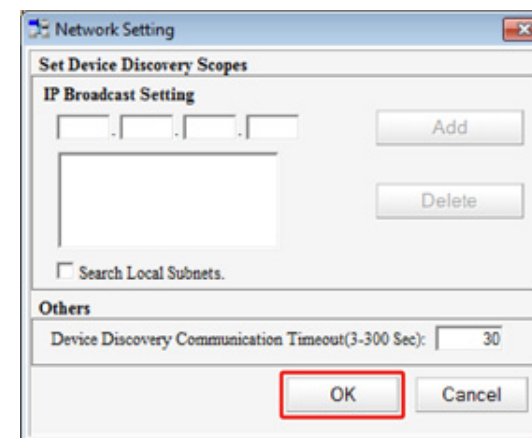 Network Setting
Set Device Discovery Scopes
IP Broadcast Setting
. . .
Add
Delete
Search Local Subnets.
Others
Device Discovery Communication Timeout(3-300 Sec): 30
OK Cancel